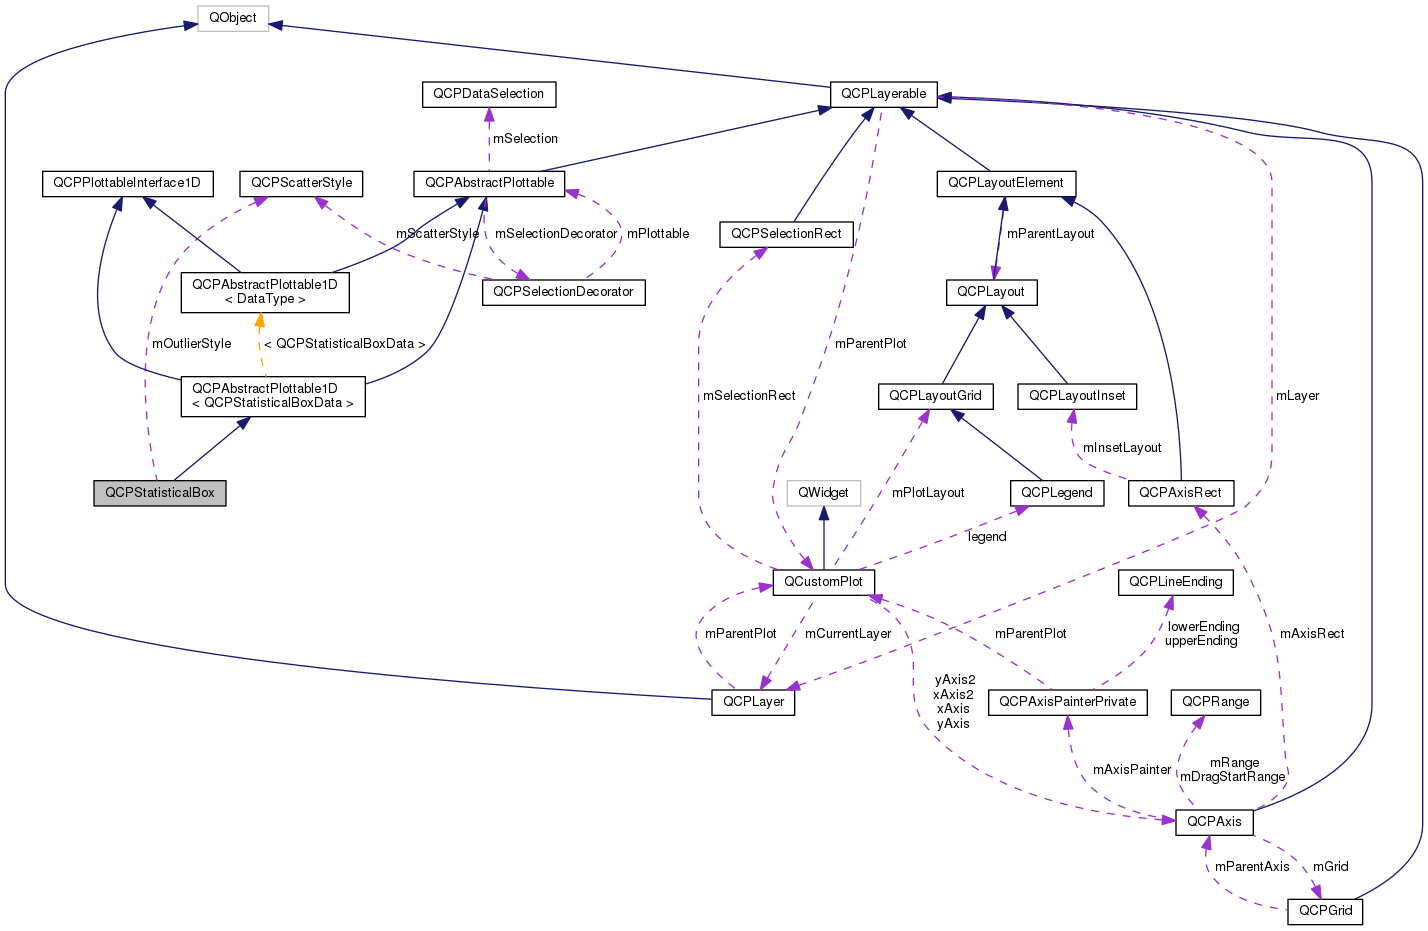 QObject
QCPDataSelection
QCPLayerable
mSelection
QCPPlottableInterface1D
QCPScatterStyle
QCPAbstractPlottable
QCPLayoutElement
QCPSelectionRect
mScatterStyle
mSelectionDecorator
mPlottable
mParentLayout
QCPAbstractPlottable1D
< DataType >
QCPSelectionDecorator
QCPLayout
mOutlierStyle
< QCPStatisticalBoxData >
mParentPlot
QCPAbstractPlottable1D
< QCPStatisticalBoxData >
mSelectionRect
QCPLayoutGrid
QCPLayoutInset
mLayer
mInsetLayout
QCPStatisticalBox
QWidget
mPlotLayout
QCPLegend
QCPAxisRect
legend
QCustomPlot
QCPLineEnding
mParentPlot
mCurrentLayer
mParentPlot
lowerEnding
upperEnding
mAxisRect
yAxis2
xAxis2
xAxis
yAxis
QCPLayer
QCPAxisPainterPrivate
QCPRange
mAxisPainter
mRange
mDragStartRange
QCPAxis
mParentAxis
mGrid
QCPGrid